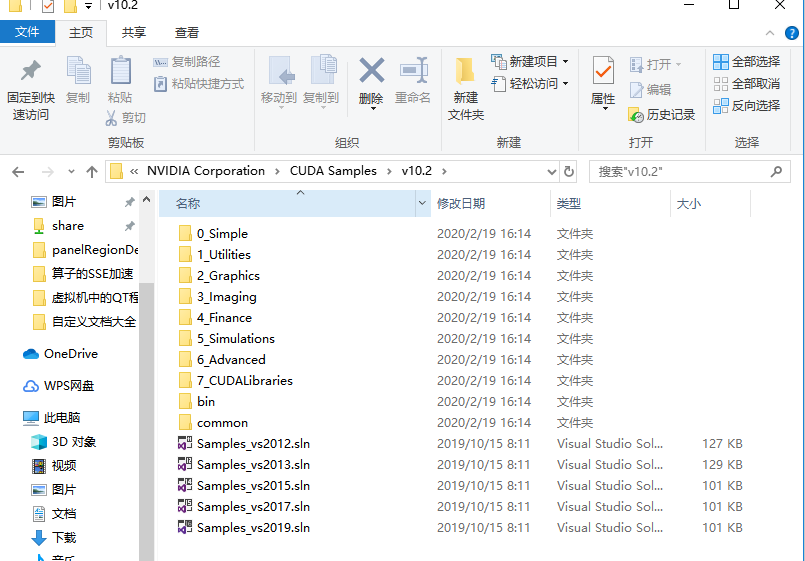 v10.2
文件 主页 共享 查看
固定到快速访问
复制
粘贴
复制路径
粘贴快捷方式
剪切
剪贴板
移动到
复制到
删除
重命名
组织
新建文件夹
新建项目
轻松访问
新建
属性
打开
编辑
历史记录
打开
全部选择
全部取消
反向选择
选择
« NVIDIA Corporation › CUDA Samples › v10.2 ›
搜索"v10.2"
图片
share
panelRegionDe
算子的SSE加速
虚拟机中的QT程
自定义文档大全
OneDrive
WPS网盘
此电脑
3D 对象
视频
图片
文档
下载
音乐
名称 修改日期 类型 大小
0_Simple 2020/2/19 16:14 文件夹
1_Utilities 2020/2/19 16:14 文件夹
2_Graphics 2020/2/19 16:14 文件夹
3_Imaging 2020/2/19 16:14 文件夹
4_Finance 2020/2/19 16:14 文件夹
5_Simulations 2020/2/19 16:14 文件夹
6_Advanced 2020/2/19 16:14 文件夹
7_CUDALibraries 2020/2/19 16:14 文件夹
bin 2020/2/19 16:14 文件夹
common 2020/2/19 16:14 文件夹
Samples_vs2012.sln 2019/10/15 8:11 Visual Studio Sol... 127 KB
Samples_vs2013.sln 2019/10/15 8:11 Visual Studio Sol... 129 KB
Samples_vs2015.sln 2019/10/15 8:11 Visual Studio Sol... 101 KB
Samples_vs2017.sln 2019/10/15 8:11 Visual Studio Sol... 101 KB
Samples_vs2019.sln 2019/10/15 8:11 Visual Studio Sol... 101 KB